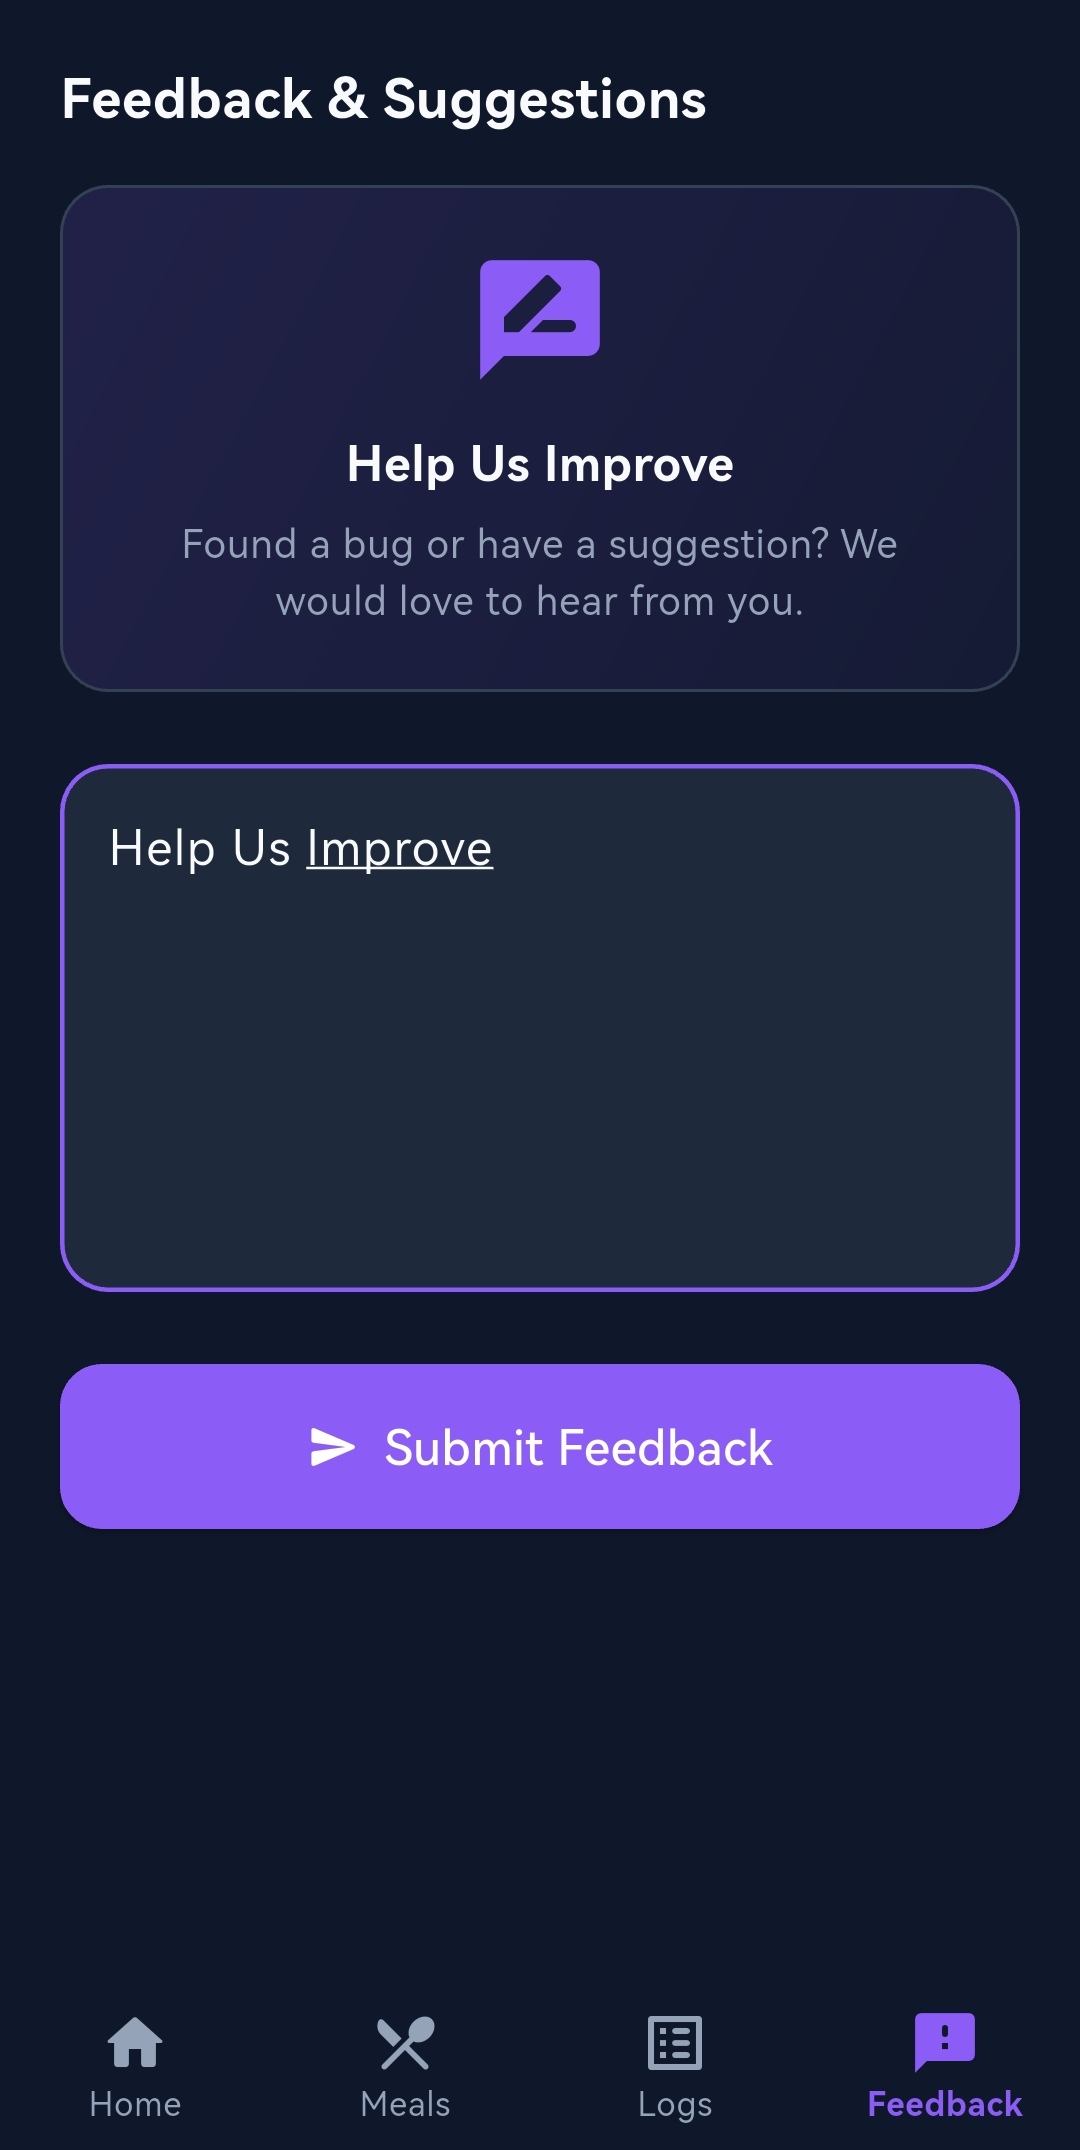 Feedback & Suggestions
Help Us Improve
Found a bug or have a suggestion? We
would love to hear from you.
Help Us Improve
Submit Feedback
Home
Meals
Logs
Feedback